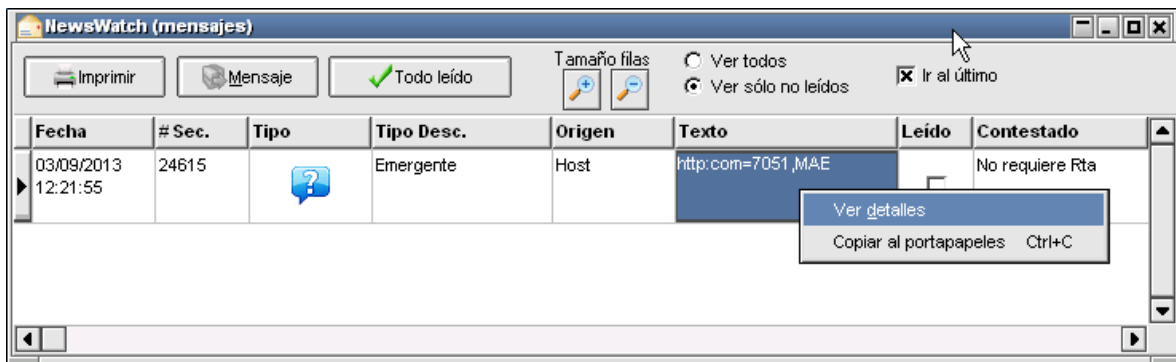 NewsWatch (mensajes)
Imprimir
Mensaje
Todo leído
Tamaño filas
Ver todos
Ver sólo no leídos
Ir al último
Fecha # Sec. Tipo Tipo Desc. Origen Texto Leído Contestado
03/09/2013 24615 Emergente Host http:com=7051,MAE No requiere Rta
12:21:55
Ver detalles
Copiar al portapapeles Ctrl+C